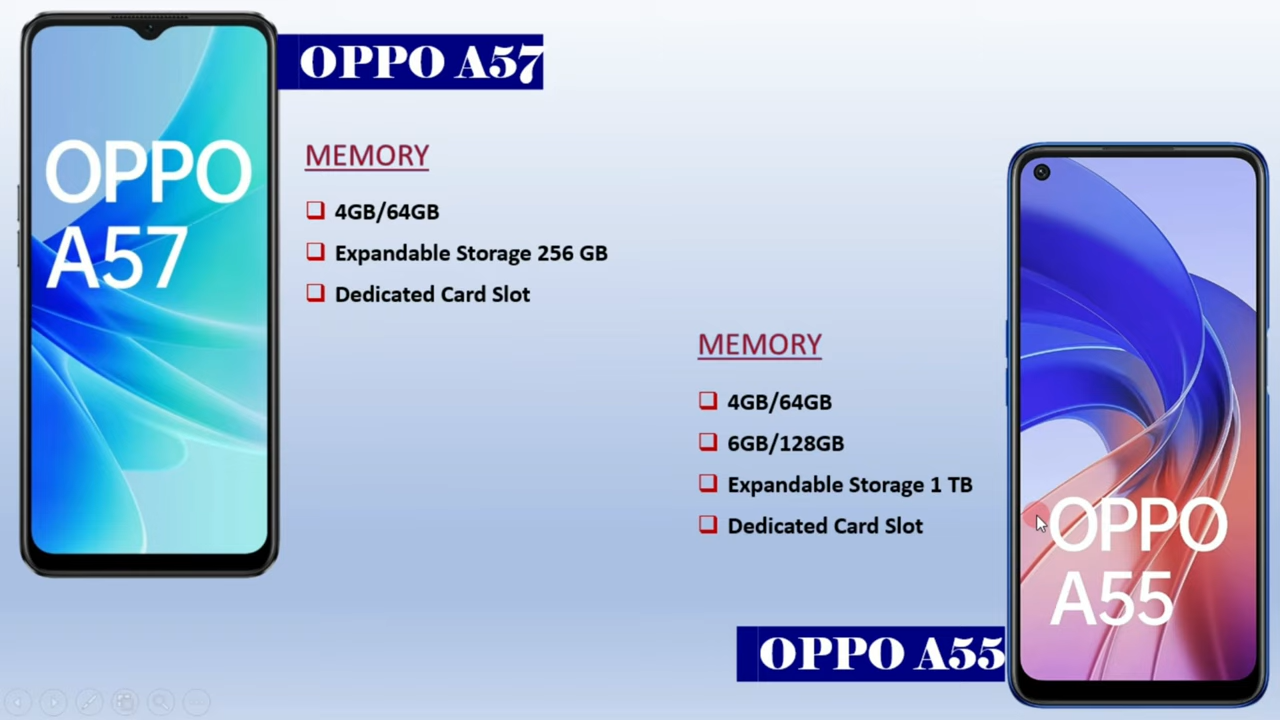 OPPO A57
OPPO
A57
MEMORY
4GB/64GB
Expandable Storage 256 GB
Dedicated Card Slot
MEMORY
4GB/64GB
6GB/128GB
Expandable Storage 1 TB
Dedicated Card Slot
OPPO
A55
OPPO A55